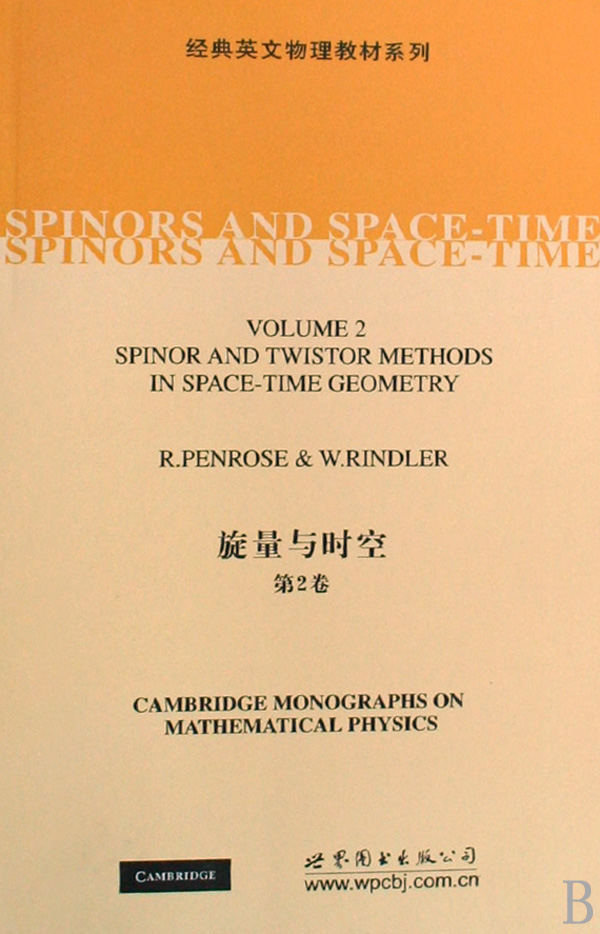 经典英文物理教材系列
SPINORS AND SPACE-TIME
SPINORS AND SPACE-TIME
VOLUME 2
SPINOR AND TWISTOR METHODS
IN SPACE-TIME GEOMETRY
R.PENROSE & W.RINDLER
旋量与时空
第2卷
CAMBRIDGE MONOGRAPHS ON
MATHEMATICAL PHYSICS
CAMBRIDGE
世界图书出版公司
www.wpcbj.com.cn
B